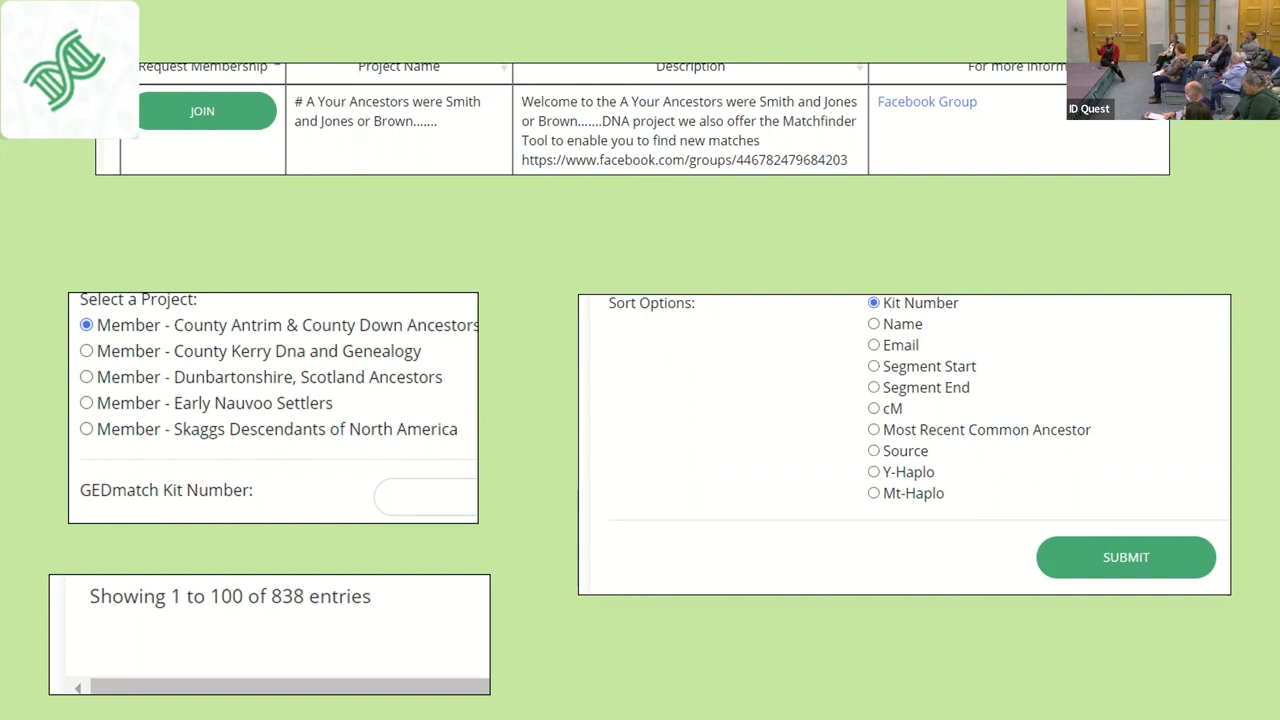 Request Membership
Project Name
Description
For more inform
JOIN
# A Your Ancestors were Smith
and Jones or Brown.......
Welcome to the A Your Ancestors were Smith and Jones
or Brown.......DNA project we also offer the Matchfinder
Tool to enable you to find new matches
https://www.facebook.com/groups/446782479684203
Facebook Group
ID Quest
Select a Project:
Member - County Antrim & County Down Ancestors
Member - County Kerry Dna and Genealogy
Member - Dunbartonshire, Scotland Ancestors
Member - Early Nauvoo Settlers
Member - Skaggs Descendants of North America
GEDmatch Kit Number:
Sort Options:
Kit Number
Name
Email
Segment Start
Segment End
cM
Most Recent Common Ancestor
Source
Y-Haplo
Mt-Haplo
SUBMIT
Showing 1 to 100 of 838 entries